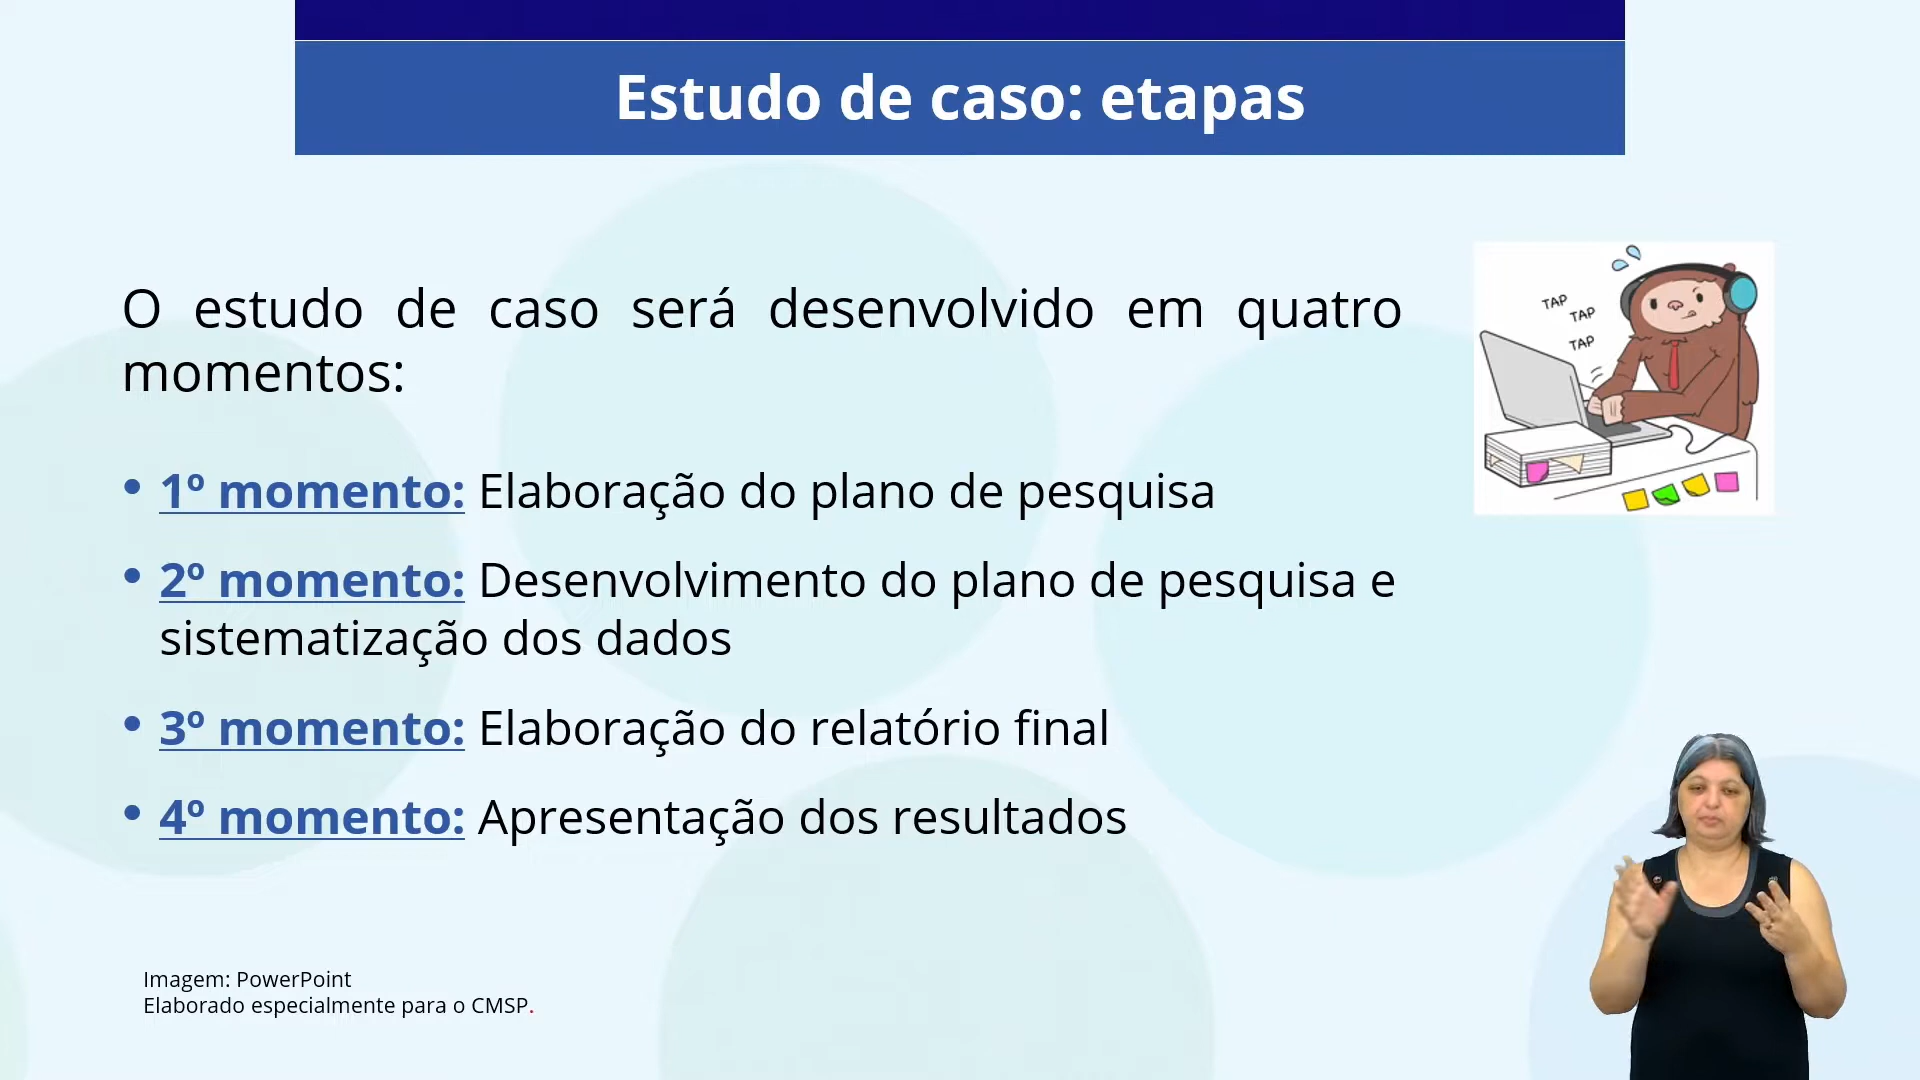 Estudo de caso: etapas
O estudo de caso será desenvolvido em quatro
momentos:
TAP
TAP
TAP
• 1º momento: Elaboração do plano de pesquisa
• 2º momento: Desenvolvimento do plano de pesquisa e
sistematização dos dados
• 3º momento: Elaboração do relatório final
• 4º momento: Apresentação dos resultados
Imagem: PowerPoint
Elaborado especialmente para o CMSP.